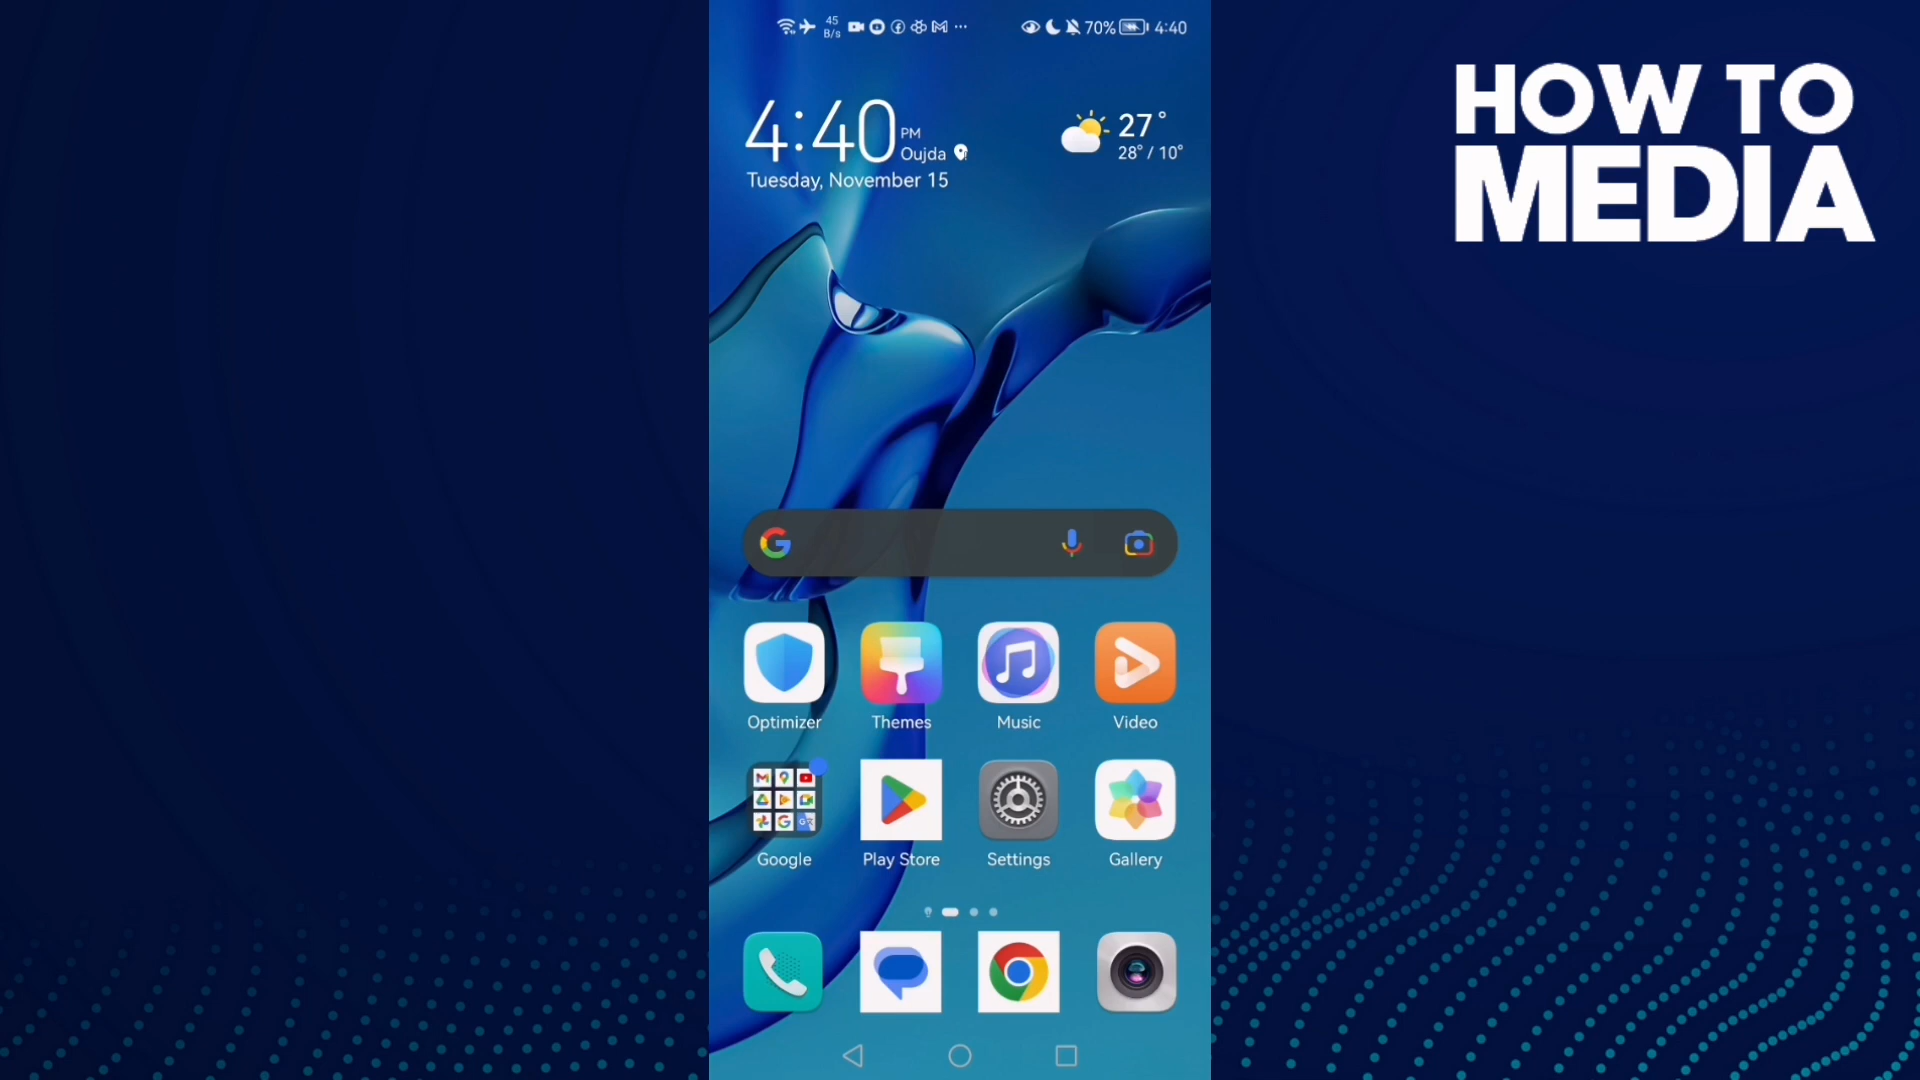 45
B/s
70%
4:40
4:40
PM
Oujda
Tuesday, November 15
27°
28° / 10°
HOW TO
MEDIA
Optimizer
Themes
Music
Video
Google
Play Store
Settings
Gallery